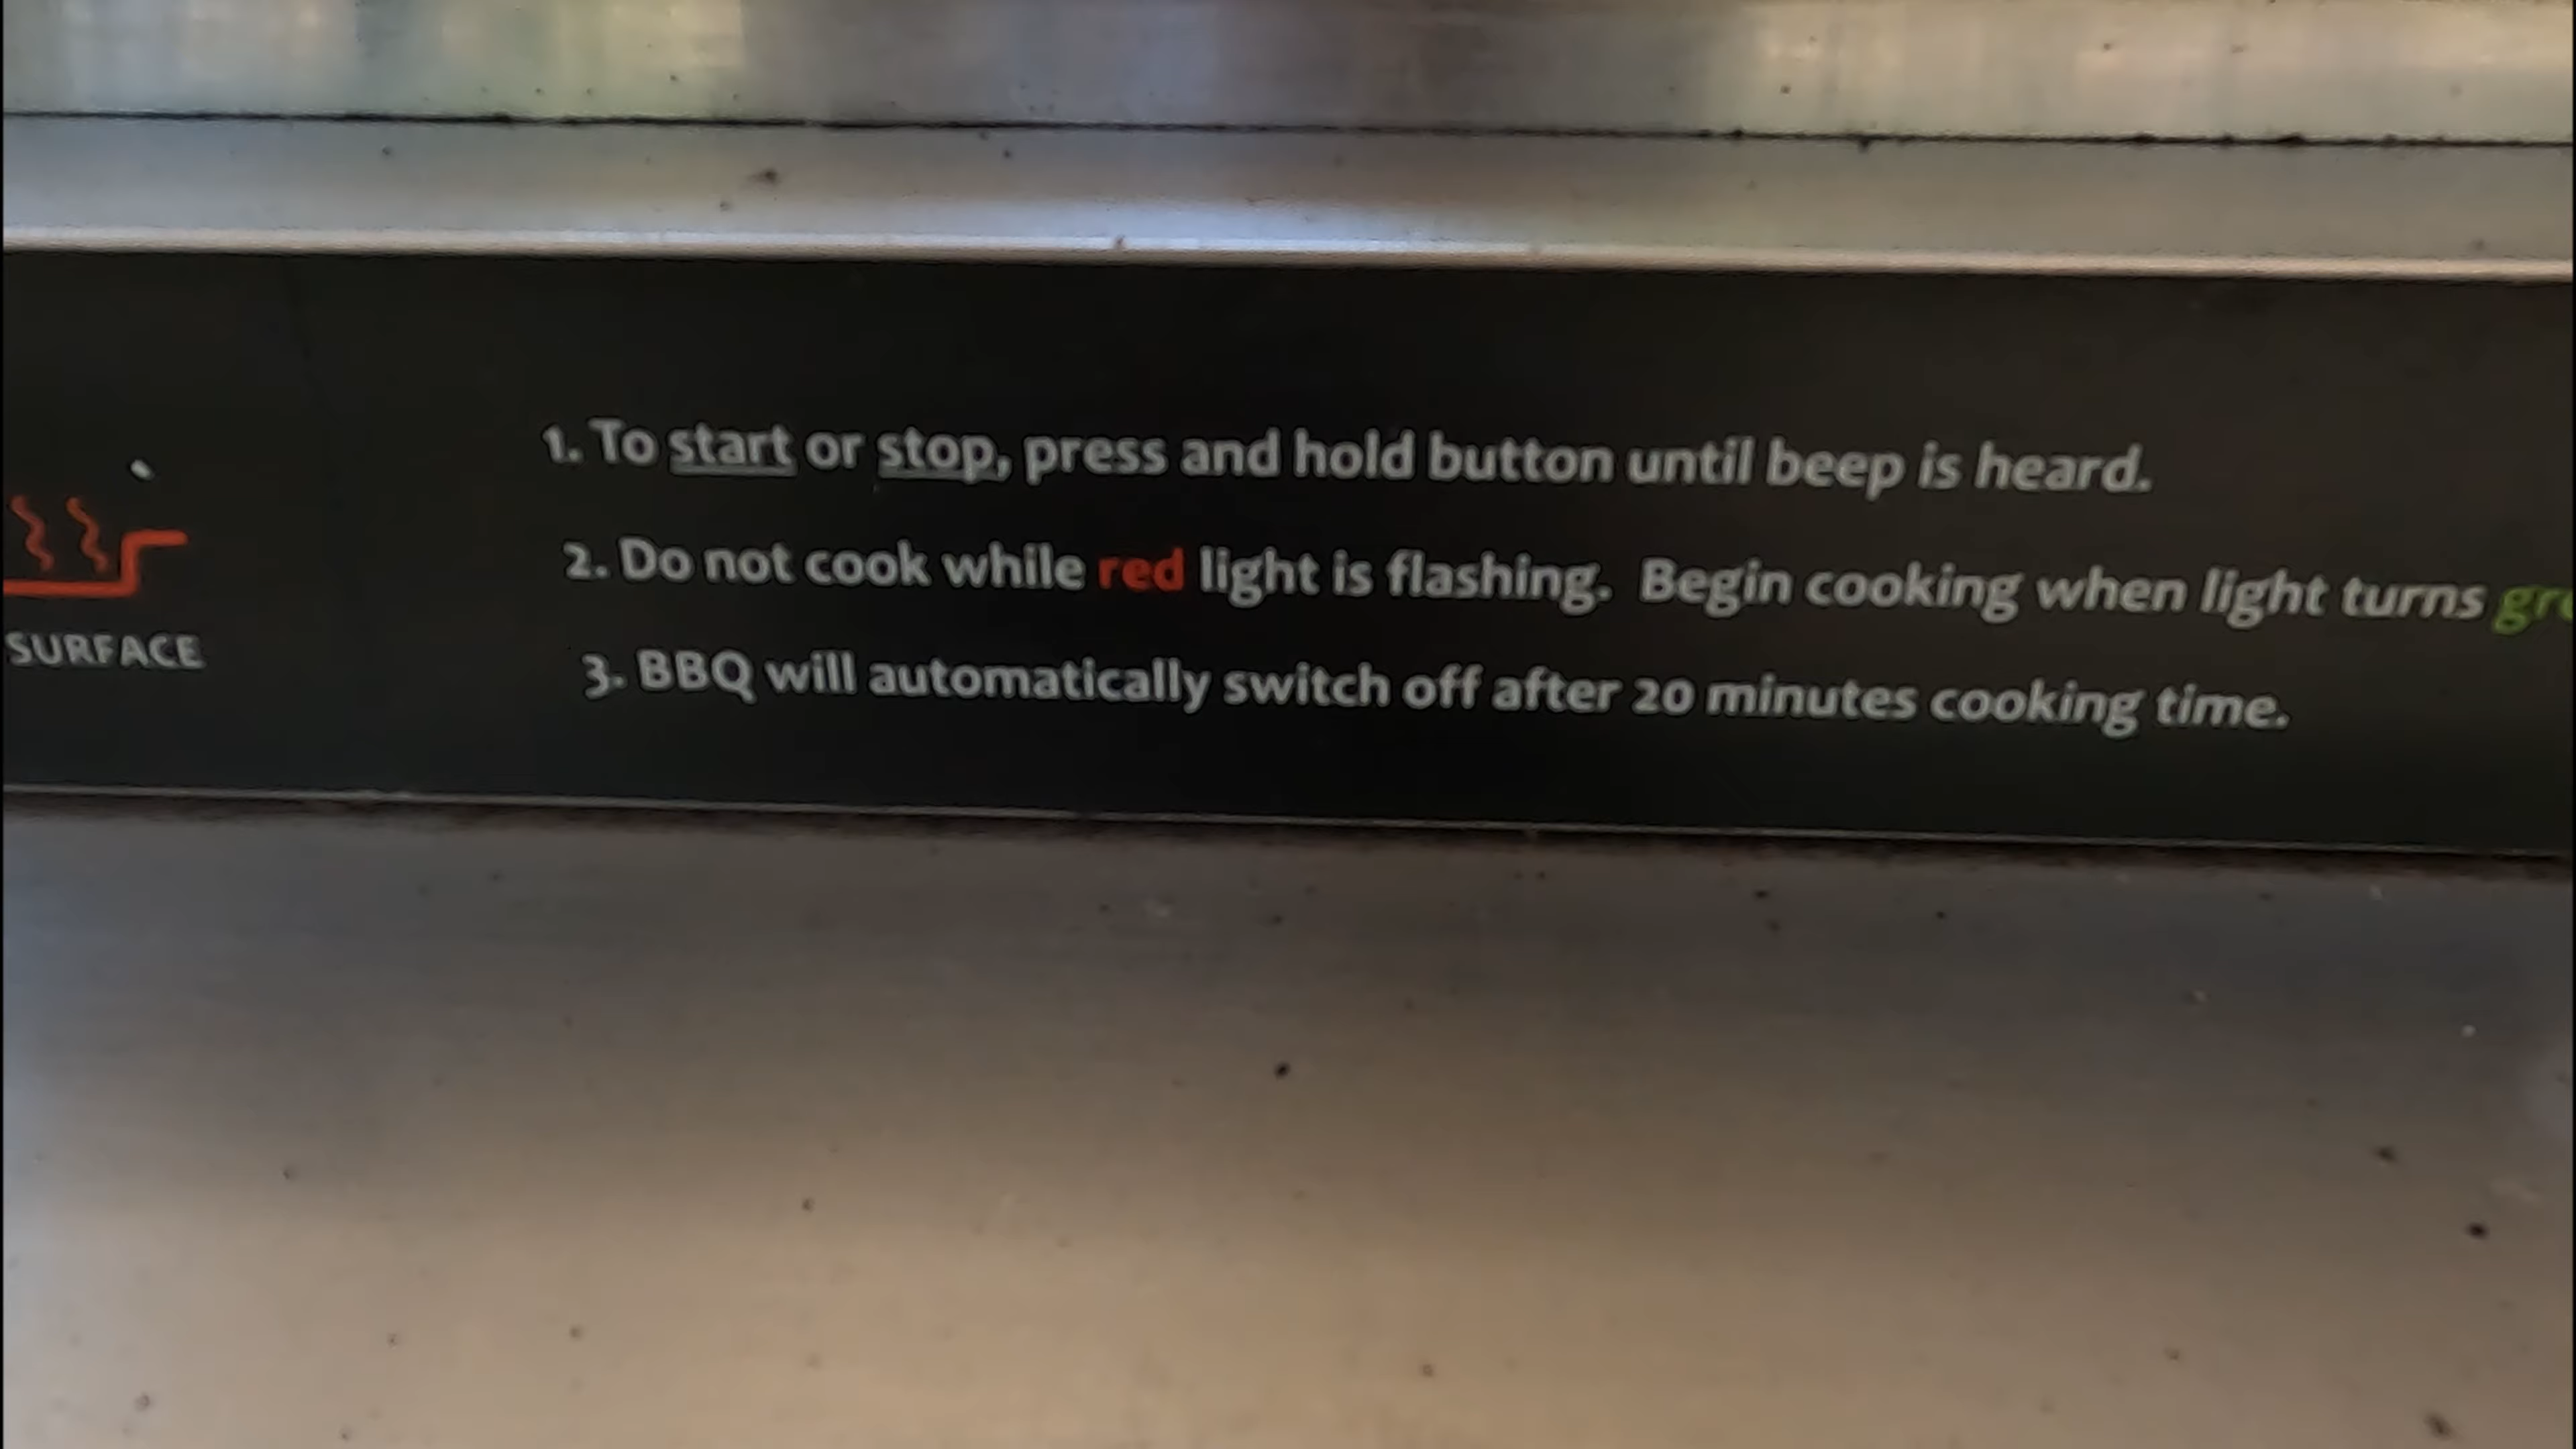 1. To start or stop, press and hold button until beep is heard.
2. Do not cook while red light is flashing. Begin cooking when light turns
SURFACE
3. BBQ will automatically switch off after 20 minutes cooking time.